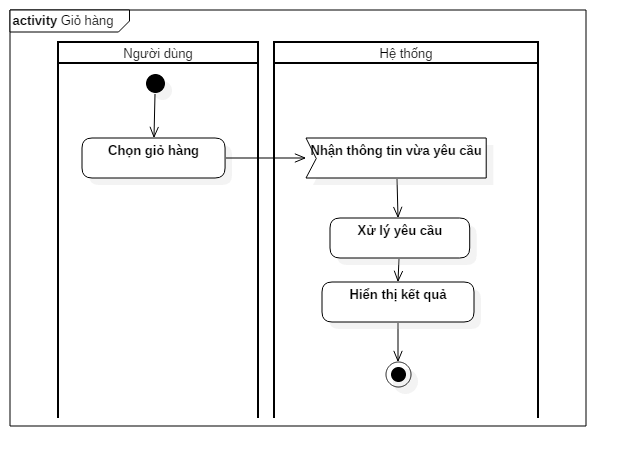 activity Giỏ hàng
Người dùng
Hệ thống
Chọn giỏ hàng
Nhận thông tin vừa yêu cầu
Xử lý yêu cầu
Hiển thị kết quả